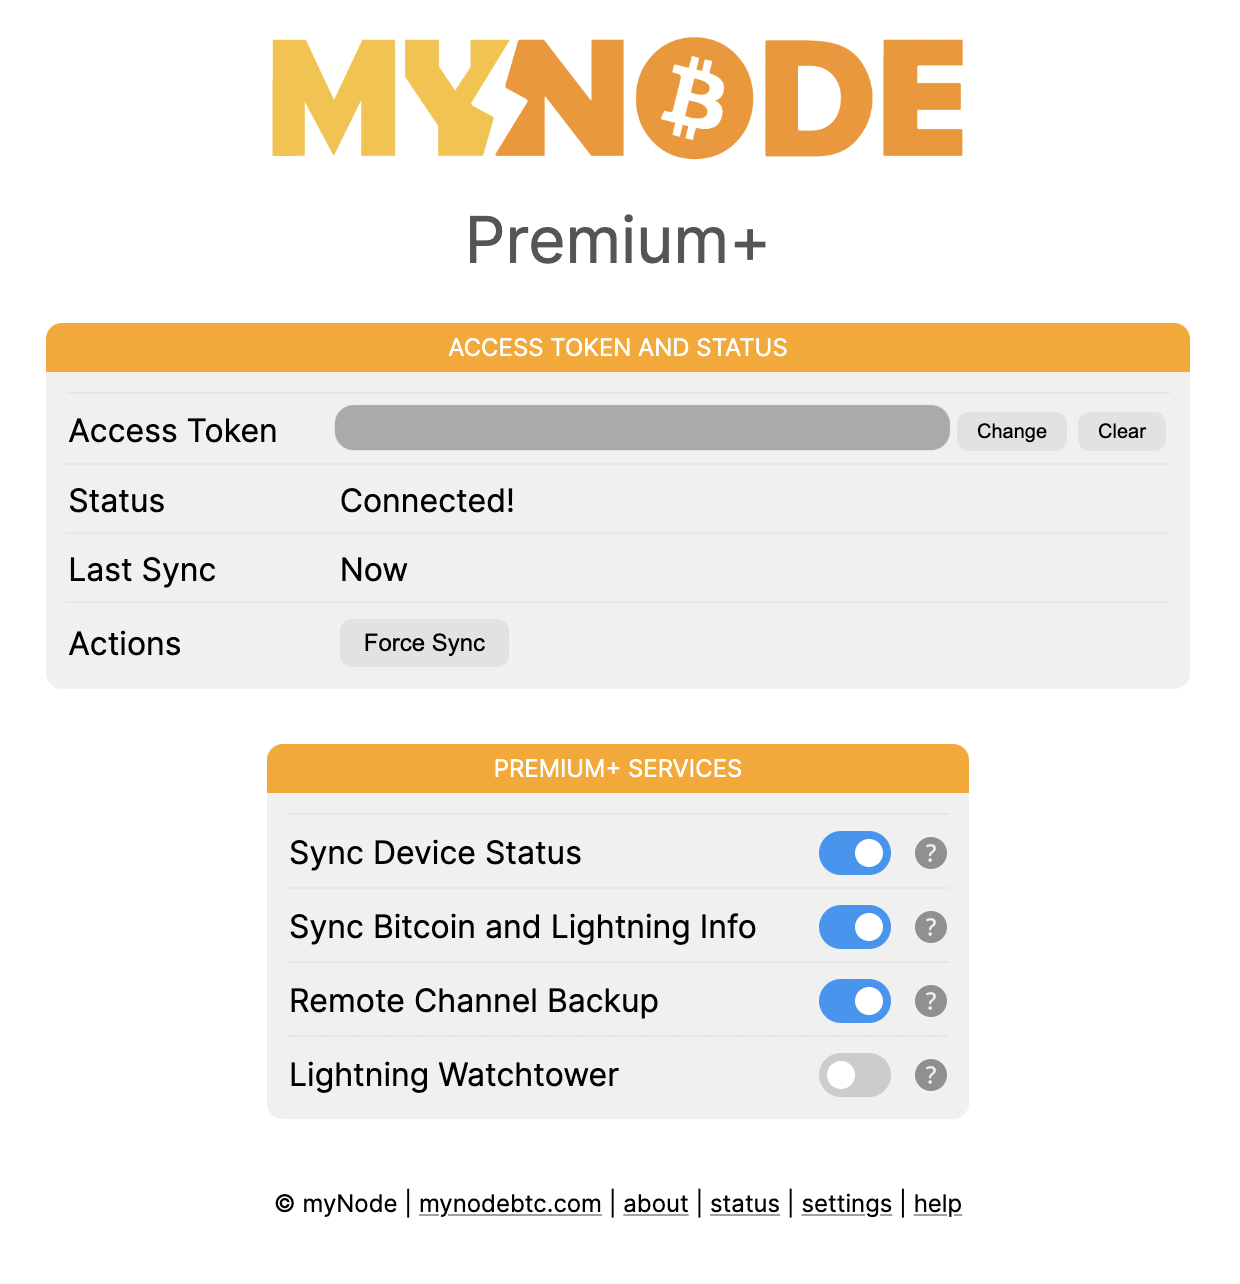 MYNODE
Premium+
ACCESS TOKEN AND STATUS
Access Token Change Clear
Status Connected!
Last Sync Now
Actions Force Sync
PREMIUM+ SERVICES
Sync Device Status ?
Sync Bitcoin and Lightning Info ?
Remote Channel Backup ?
Lightning Watchtower ?
© myNode | mynodebtc.com | about | status | settings | help